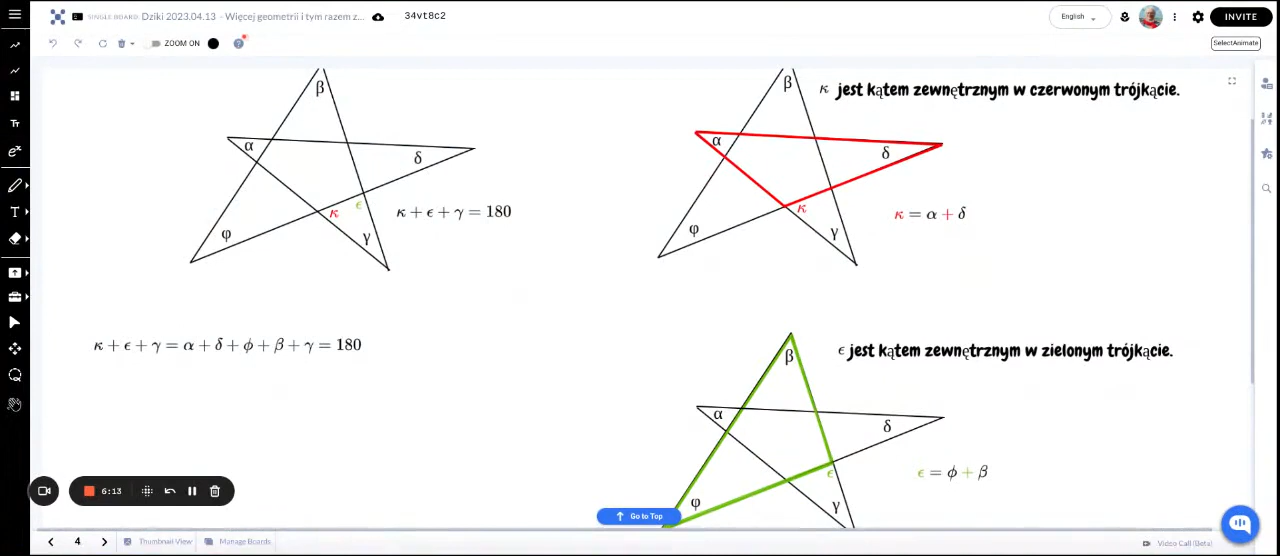 SINGLE BOARD: Dziki 2023.04.13 - Więcej geometrii i tym razem z...
34vt8c2
English
INVITE
ZOOM ON
SelectAnimate
β
α
δ
κ
ϵ
φ
γ
κ + ϵ + γ = 180
κ + ϵ + γ = α + δ + ϕ + β + γ = 180
κ jest kątem zewnętrznym w czerwonym trójkącie.
β
α
δ
κ
φ
γ
κ = α + δ
ϵ jest kątem zewnętrznym w zielonym trójkącie.
β
α
δ
ϵ
φ
γ
ϵ = ϕ + β
6:13
Go to Top
4
Thumbnail View
Manage Boards
Video Call (Beta)
Tт
eˣ
T